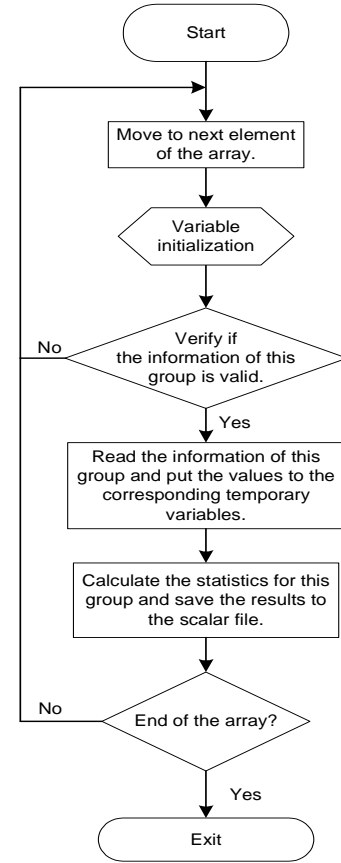 Start
Move to next element
of the array.
Variable
initialization
Verify if
the information of this
group is valid.
No
Yes
Read the information of this
group and put the values to the
corresponding temporary
variables.
Calculate the statistics for this
group and save the results to
the scalar file.
No
End of the array?
Yes
Exit